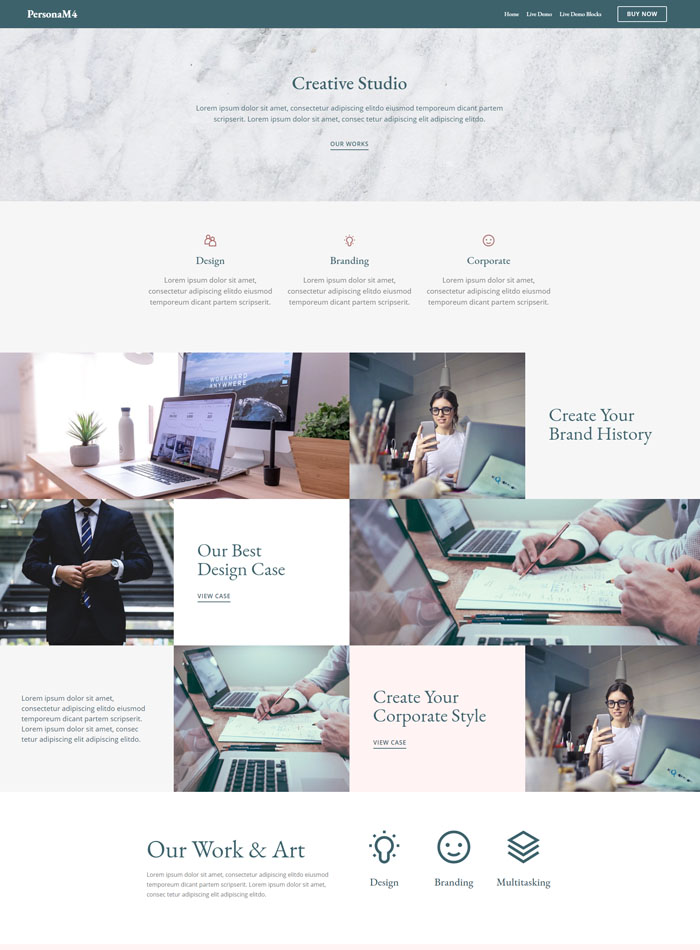 PersonaM4
Home Live Demo Live Demo Blocks BUY NOW
Creative Studio
Lorem ipsum dolor sit amet, consectetur adipiscing elitdo eiusmod temporeum dicant partem
scripserit. Lorem ipsum dolor sit amet, consec tetur adipiscing elit adipiscing elitdo.
OUR WORKS
Design
Lorem ipsum dolor sit amet,
consectetur adipiscing elitdo eiusmod
temporeum dicant partem scripserit.
Branding
Lorem ipsum dolor sit amet,
consectetur adipiscing elitdo eiusmod
temporeum dicant partem scripserit.
Corporate
Lorem ipsum dolor sit amet,
consectetur adipiscing elitdo eiusmod
temporeum dicant partem scripserit.
WORKHARD
ANYWHERE
Create Your
Brand History
Our Best
Design Case
VIEW CASE
Lorem ipsum dolor sit amet,
consectetur adipiscing elitdo eiusmod
temporeum dicant partem scripserit.
Lorem ipsum dolor sit amet, consec
tetur adipiscing elit adipiscing elitdo.
Create Your
Corporate Style
VIEW CASE
Our Work & Art
Lorem ipsum dolor sit amet, consectetur adipiscing elitdo eiusmod
temporeum dicant partem scripserit. Lorem ipsum dolor sit amet,
consec tetur adipiscing elit adipiscing elitdo.
Design
Branding
Multitasking